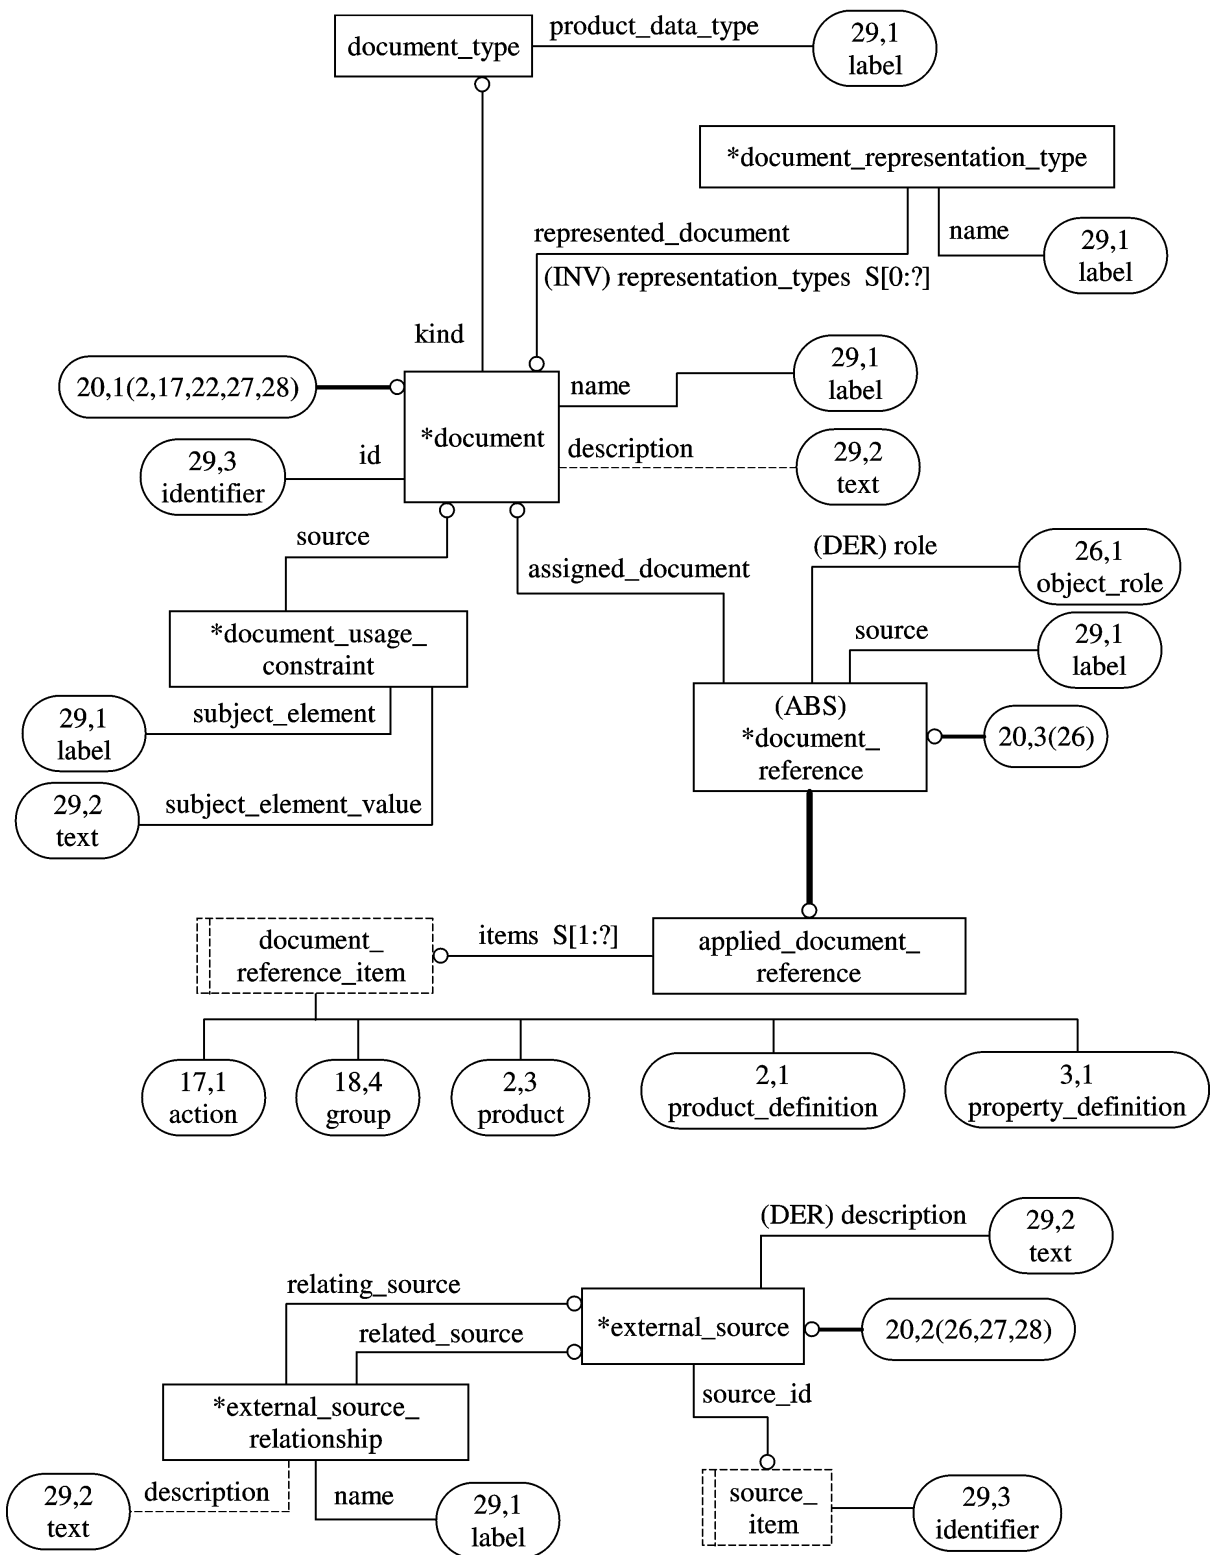 product_data_type
document_type
29,1
label
*document_representation_type
represented_document
name
29,1
label
(INV) representation_types  S[0:?]
kind
20,1(2,17,22,27,28)
name
29,1
label
*document
id
29,3
identifier
description
29,2
text
source
assigned_document
(DER) role
26,1
object_role
*document_usage_
constraint
source
29,1
label
subject_element
29,1
label
(ABS)
*document_
reference
20,3(26)
subject_element_value
29,2
text
document_
reference_item
items  S[1:?]
applied_document_
reference
17,1
action
18,4
group
2,3
product
2,1
product_definition
3,1
property_definition
(DER) description
29,2
text
relating_source
related_source
*external_source
20,2(26,27,28)
source_id
*external_source_
relationship
description
29,2
text
name
29,1
label
source_
item
29,3
identifier